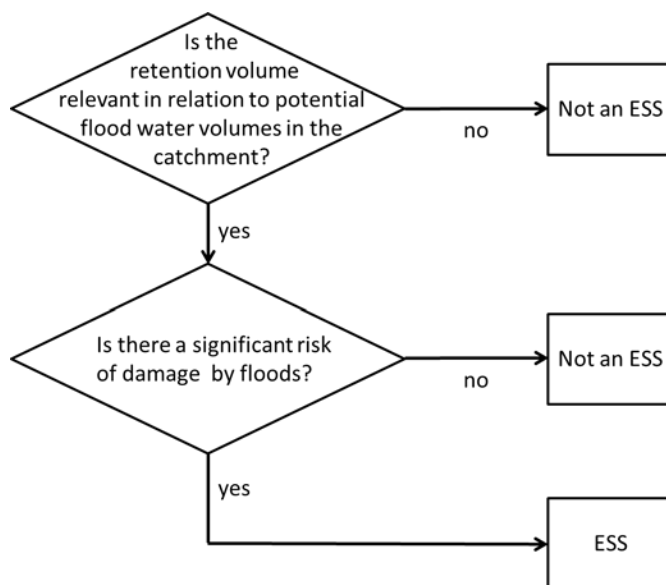 Is the
retention volume
relevant in relation to potential
flood water volumes in the
catchment?
no
Not an ESS
yes
Is there a significant risk
of damage by floods?
no
Not an ESS
yes
ESS